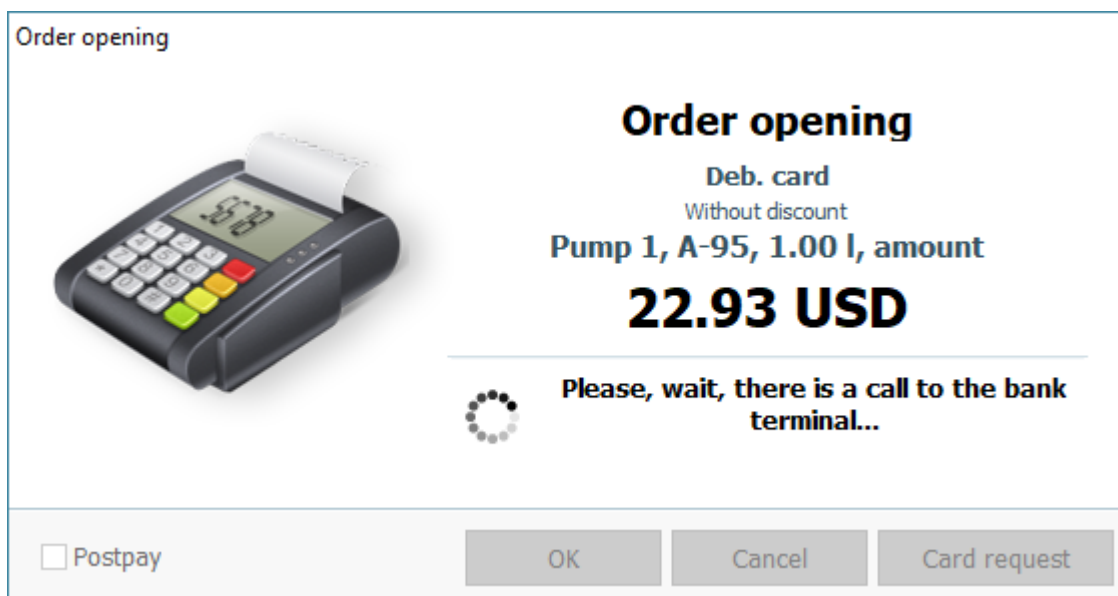 Order opening
Order opening
Deb. card
Without discount
Pump 1, A-95, 1.00 l, amount
22.93 USD
Please, wait, there is a call to the bank
terminal...
Postpay
OK
Cancel
Card request